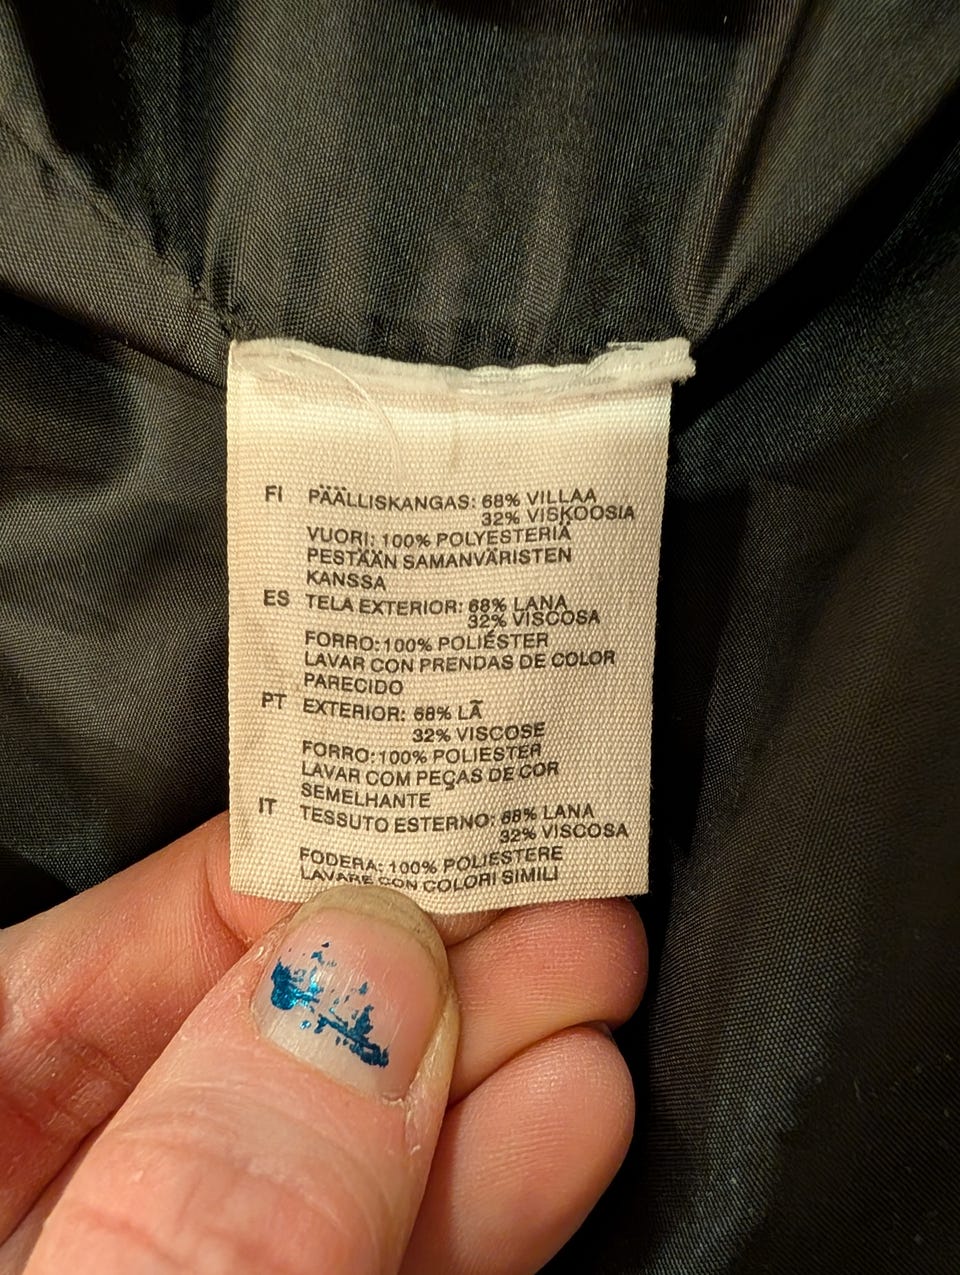 FI PÄÄLLISKANGAS: 68% VILLAA
32% VISKOOSIA
VUORI: 100% POLYESTERIÄ
PESTÄÄN SAMANVÄRISTEN
KANSSA
ES TELA EXTERIOR: 68% LANA
32% VISCOSA
FORRO:100% POLIÉSTER
LAVAR CON PRENDAS DE COLOR
PARECIDO
PT EXTERIOR: 68% LÃ
32% VISCOSE
FORRO:100% POLIESTER
LAVAR COM PEÇAS DE COR
SEMELHANTE
IT TESSUTO ESTERNO: 68% LANA
32% VISCOSA
FODERA: 100% POLIESTERE
LAVARE CON COLORI SIMILI